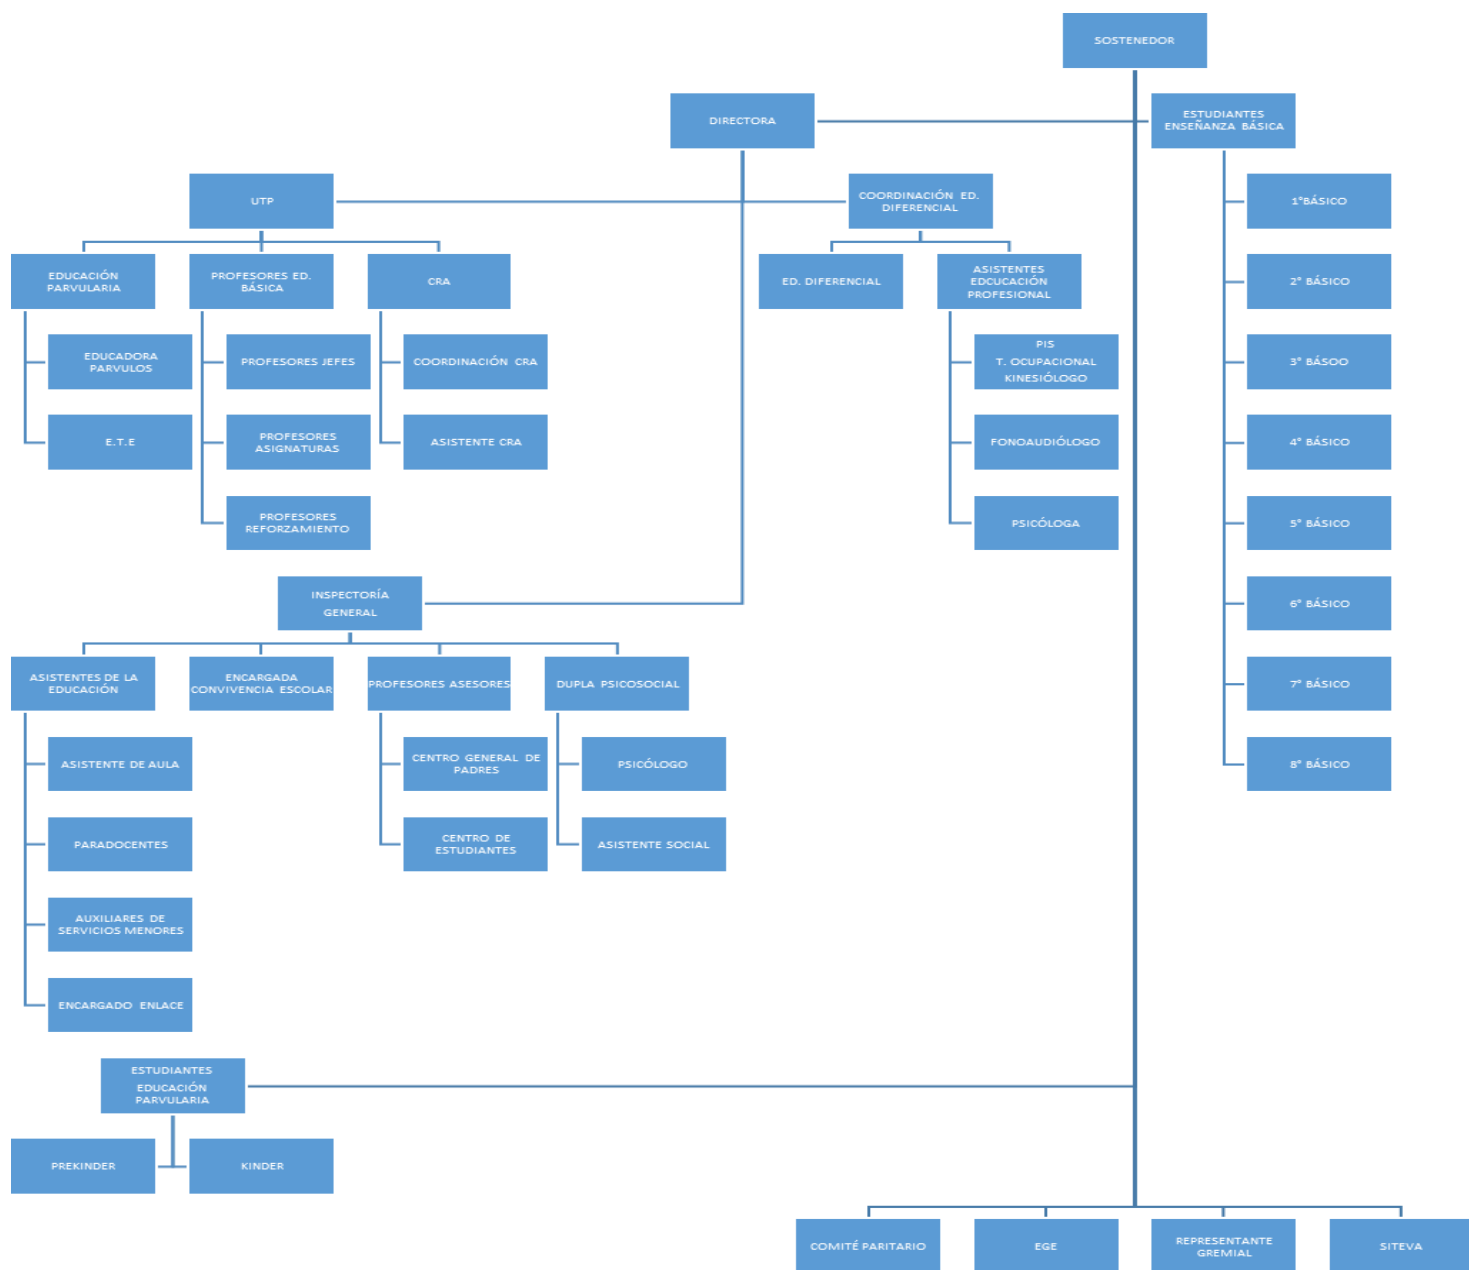 SOSTENEDOR
DIRECTORA
ESTUDIANTES
ENSEÑANZA BÁSICA
UTP
COORDINACIÓN ED.
DIFERENCIAL
1°BÁSICO
EDUCACIÓN
PARVULARIA
PROFESORES ED.
BÁSICA
CRA
ED. DIFERENCIAL
ASISTENTES
EDCUCACIÓN
PROFESIONAL
2° BÁSICO
EDUCADORA
PARVULOS
PROFESORES JEFES
COORDINACIÓN CRA
PIS
T. OCUPACIONAL
KINESIÓLOGO
3° BÁSOO
E.T.E
PROFESORES
ASIGNATURAS
ASISTENTE CRA
FONOAUDIÓLOGO
4° BÁSICO
PROFESORES
REFORZAMIENTO
PSICÓLOGA
5° BÁSICO
INSPECTORÍA
GENERAL
6° BÁSICO
ASISTENTES DE LA
EDUCACIÓN
ENCARGADA
CONVIVENCIA ESCOLAR
PROFESORES ASESORES
DUPLA PSICOSOCIAL
7° BÁSICO
ASISTENTE DE AULA
CENTRO GENERAL DE
PADRES
PSICÓLOGO
8° BÁSICO
PARADOCENTES
CENTRO DE
ESTUDIANTES
ASISTENTE SOCIAL
AUXILIARES DE
SERVICIOS MENORES
ENCARGADO ENLACE
ESTUDIANTES
EDUCACIÓN
PARVULARIA
PREKINDER
KINDER
COMITÉ PARITARIO
EGE
REPRESENTANTE
GREMIAL
SITEVA